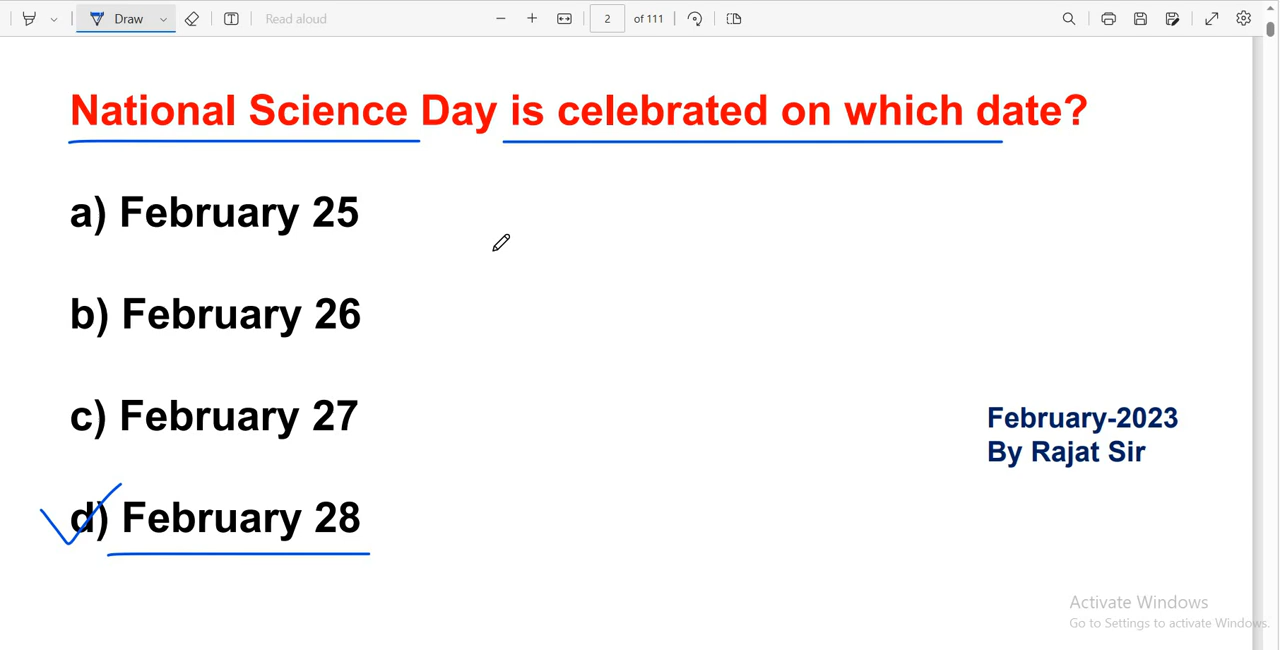 Draw
Read aloud
2 of 111
National Science Day is celebrated on which date?
a) February 25
b) February 26
c) February 27
d) February 28
February-2023
By Rajat Sir
Activate Windows
Go to Settings to activate Windows.